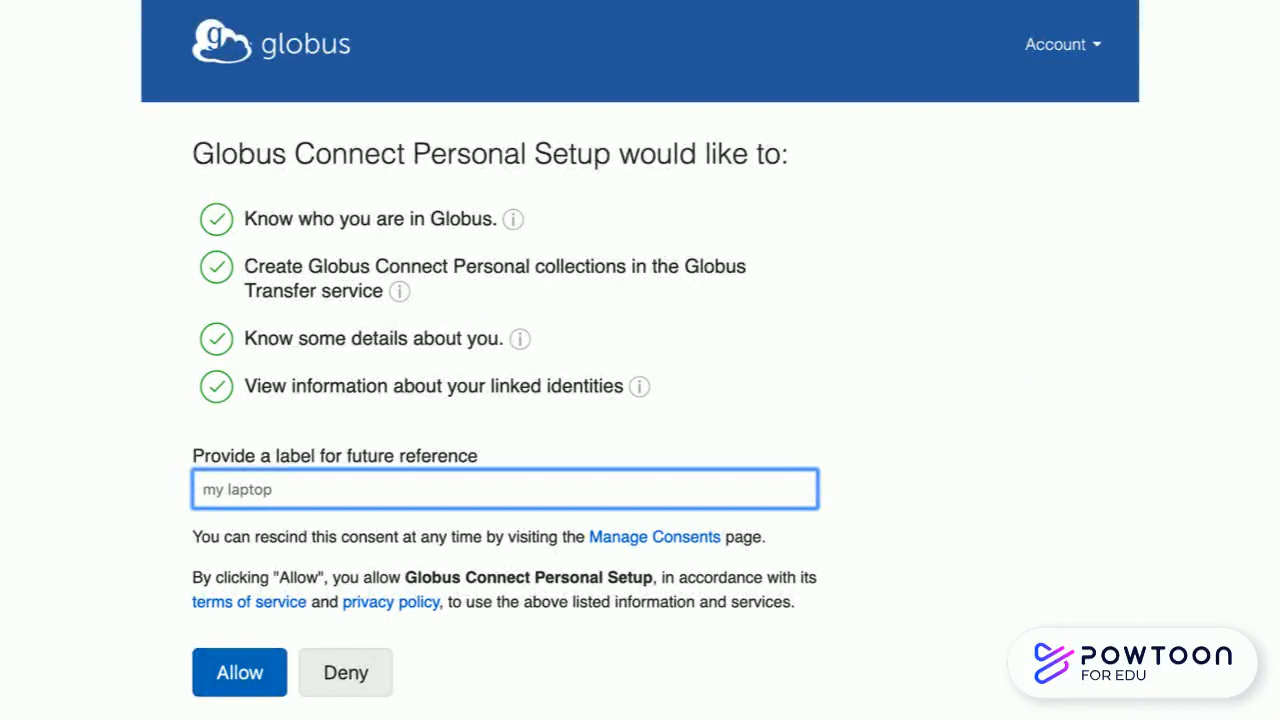 g globus
Account
Globus Connect Personal Setup would like to:
Know who you are in Globus. i
Create Globus Connect Personal collections in the Globus
Transfer service i
Know some details about you. i
View information about your linked identities i
Provide a label for future reference
my laptop
You can rescind this consent at any time by visiting the Manage Consents page.
By clicking "Allow", you allow Globus Connect Personal Setup, in accordance with its
terms of service and privacy policy, to use the above listed information and services.
Allow
Deny
POWTOON
FOR EDU